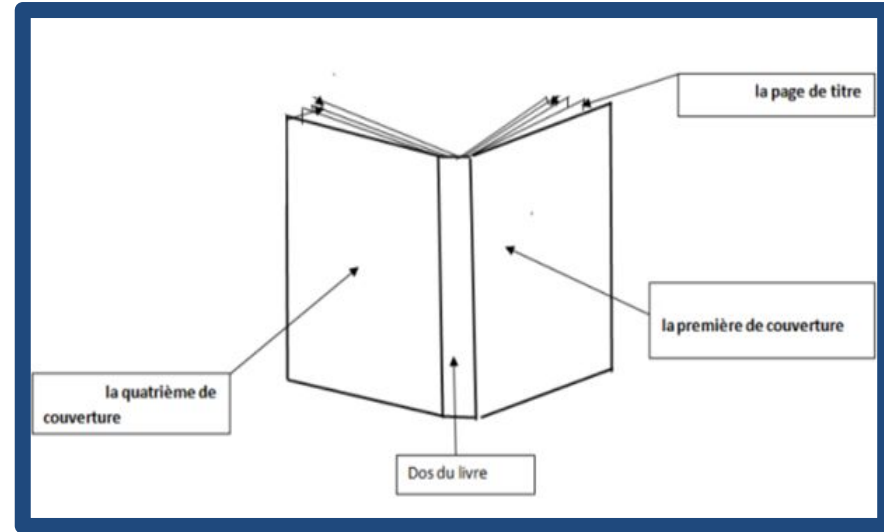 la page de titre
la première de couverture
la quatrième de
couverture
Dos du livre